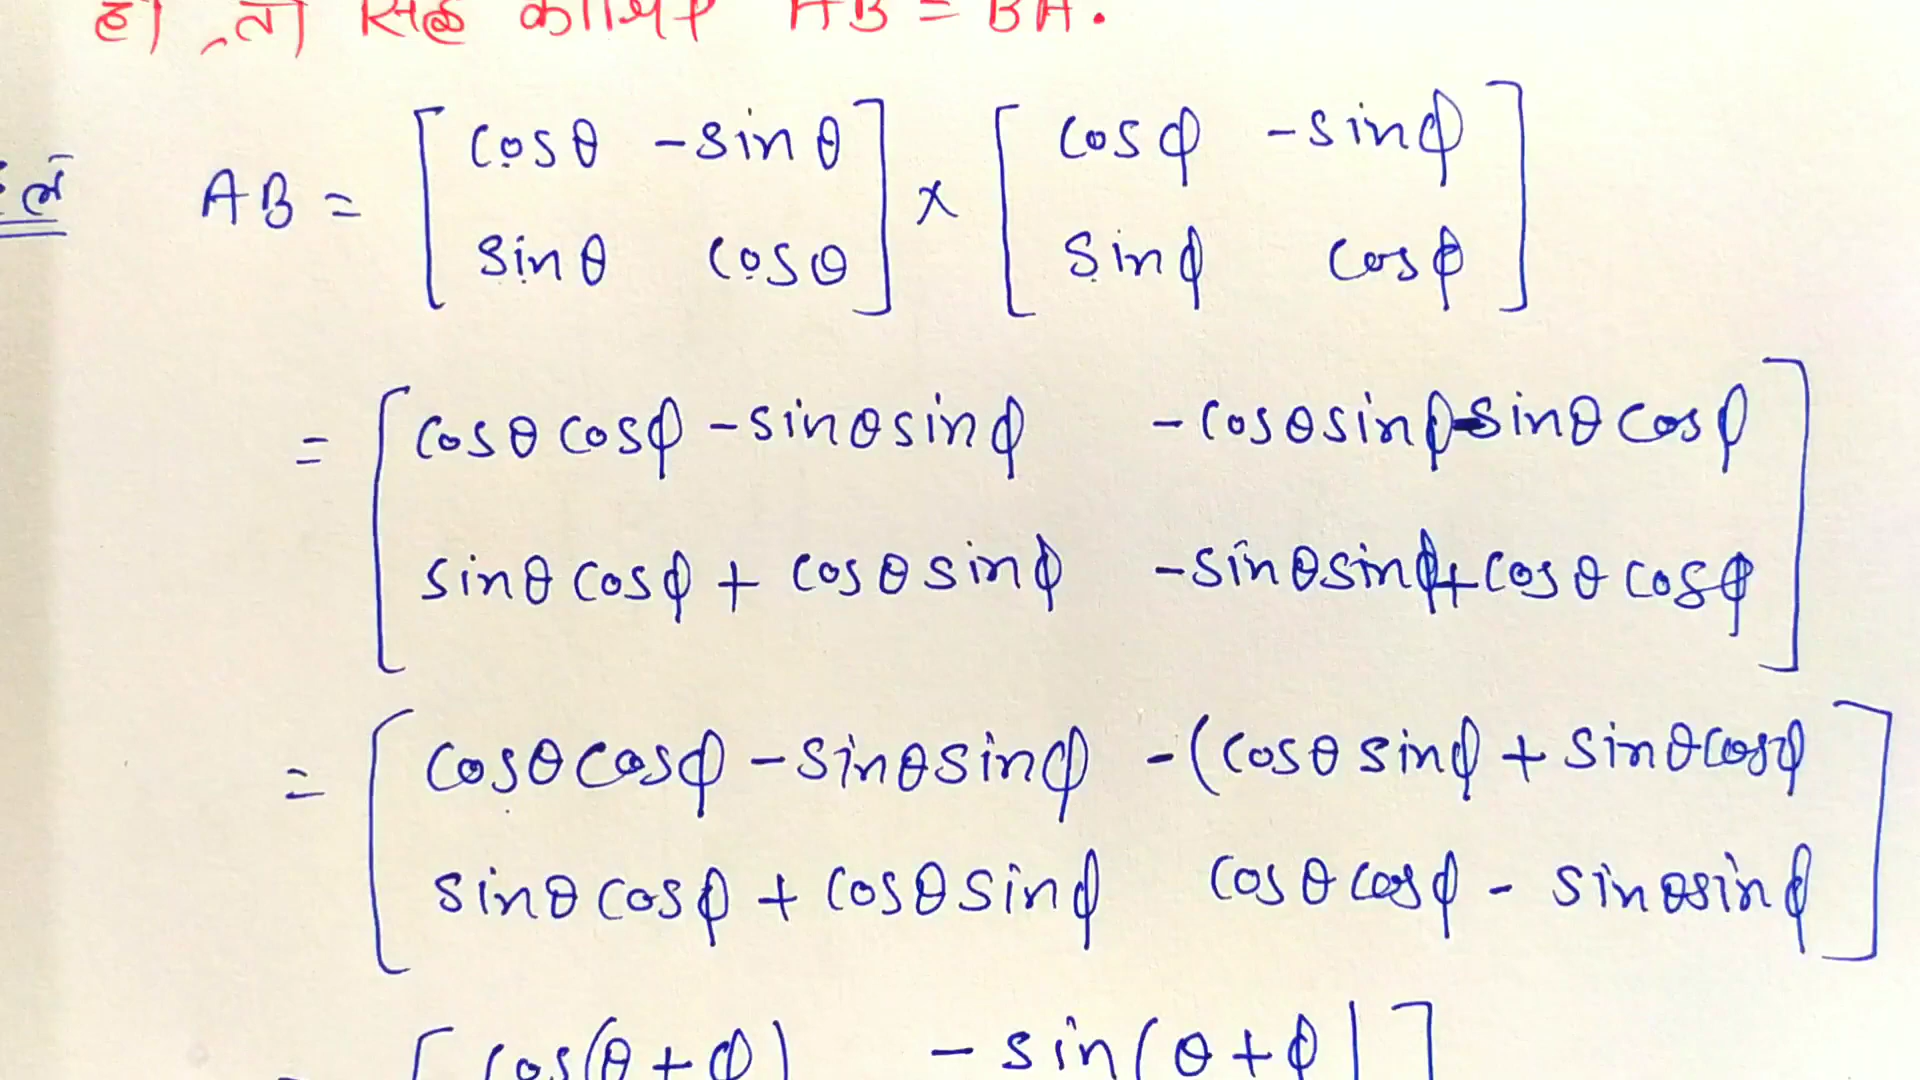 हो, तो सिद्ध कीजिए AB = BA.
हल AB = [ cosθ -sinθ ] × [ cosφ -sinφ ]
[ sinθ cosθ ] [ sinφ cosφ ]
= [ cosθ cosφ - sinθ sinφ -cosθ sinφ - sinθ cosφ ]
[ sinθ cosφ + cosθ sinφ -sinθ sinφ + cosθ cosφ ]
= [ cosθ cosφ - sinθ sinφ -(cosθ sinφ + sinθ cosφ ]
[ sinθ cosφ + cosθ sinφ cosθ cosφ - sinθ sinφ ]
= [ cos(θ + φ) - sin(θ + φ) ]